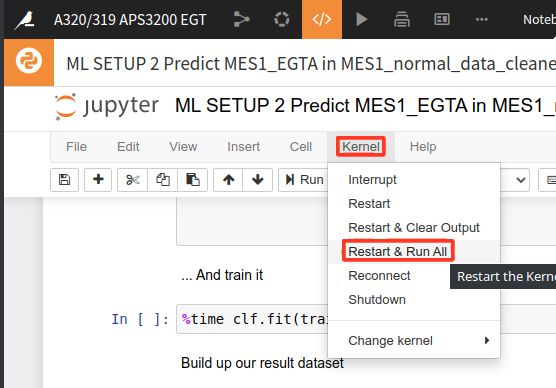 A320/319 APS3200 EGT
Noteb
ML SETUP 2 Predict MES1_EGTA in MES1_normal_data_cleane
jupyter ML SETUP 2 Predict MES1_EGTA in MES1_
File Edit View Insert Cell Kernel Help
Run
Interrupt
Restart
Restart & Clear Output
Restart & Run All
Restart the Kerne
Reconnect
Shutdown
Change kernel
... And train it
In [ ]: %time clf.fit(trai
Build up our result dataset